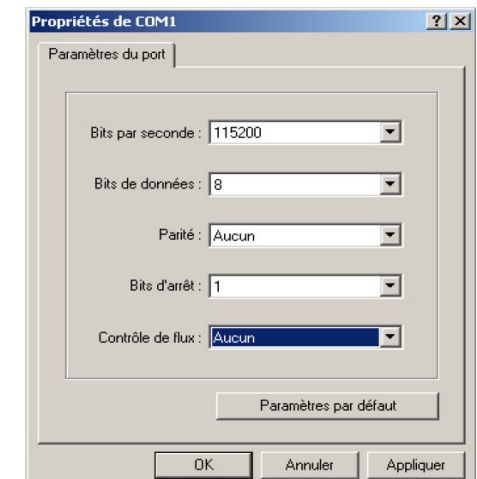 Propriétés de COM1
Paramètres du port
Bits par seconde : 115200
Bits de données : 8
Parité : Aucun
Bits d'arrêt : 1
Contrôle de flux : Aucun
Paramètres par défaut
OK Annuler Appliquer